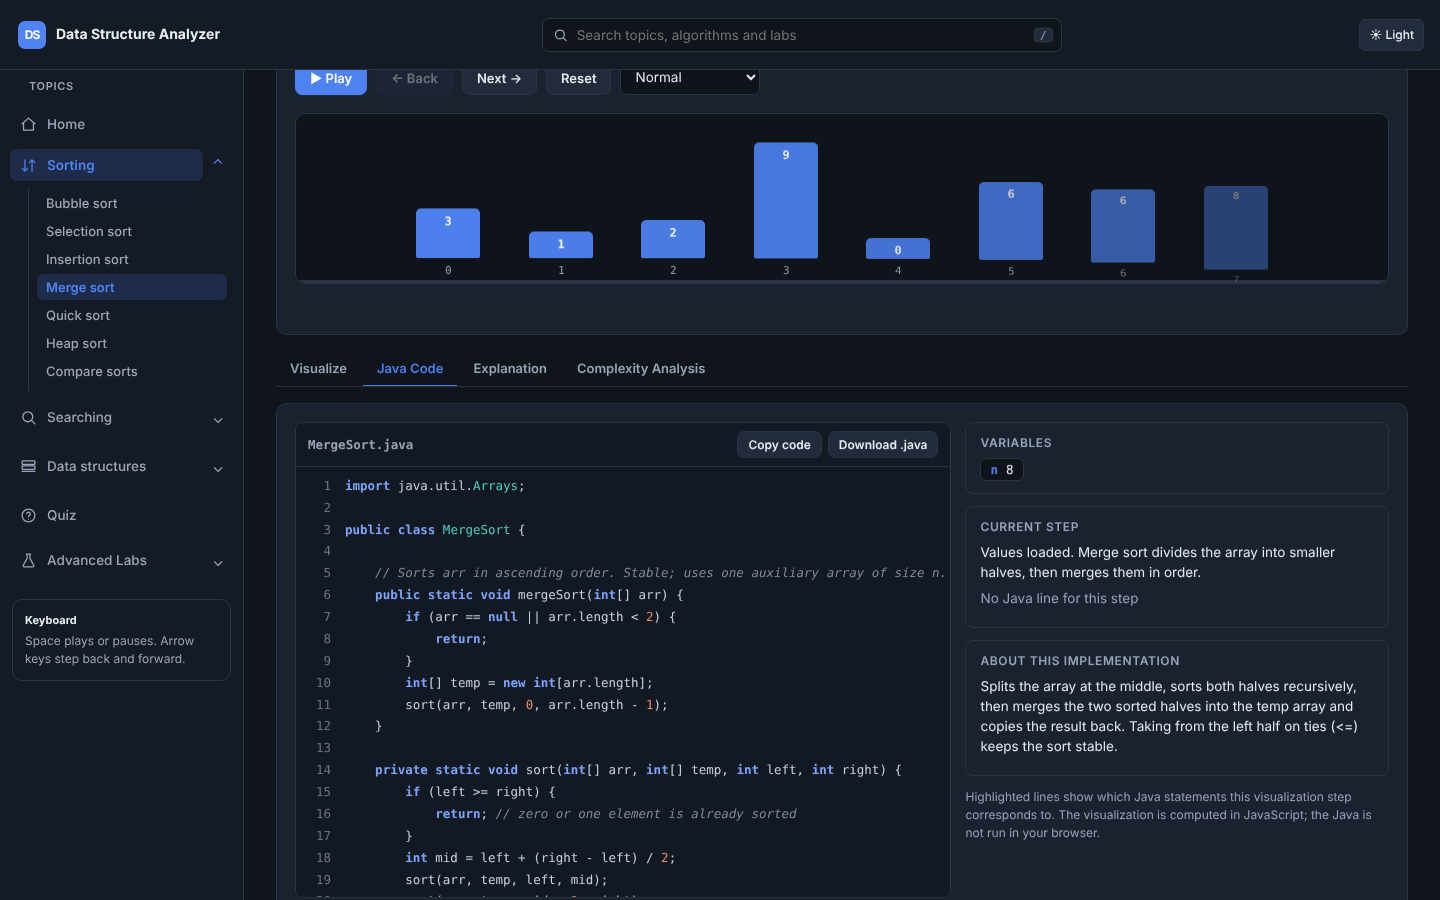 DS Data Structure Analyzer
Search topics, algorithms and labs /
Light
TOPICS
Home
Sorting
Bubble sort
Selection sort
Insertion sort
Merge sort
Quick sort
Heap sort
Compare sorts
Searching
Data structures
Quiz
Advanced Labs
Keyboard
Space plays or pauses. Arrow
keys step back and forward.
Play ← Back Next → Reset Normal
3 1 2 9 0 6 6 8
0 1 2 3 4 5 6 7
Visualize Java Code Explanation Complexity Analysis
MergeSort.java Copy code Download .java
1 import java.util.Arrays;
2
3 public class MergeSort {
4
5 // Sorts arr in ascending order. Stable; uses one auxiliary array of size n.
6 public static void mergeSort(int[] arr) {
7 if (arr == null || arr.length < 2) {
8 return;
9 }
10 int[] temp = new int[arr.length];
11 sort(arr, temp, 0, arr.length - 1);
12 }
13
14 private static void sort(int[] arr, int[] temp, int left, int right) {
15 if (left >= right) {
16 return; // zero or one element is already sorted
17 }
18 int mid = left + (right - left) / 2;
19 sort(arr, temp, left, mid);
VARIABLES
n 8
CURRENT STEP
Values loaded. Merge sort divides the array into smaller
halves, then merges them in order.
No Java line for this step
ABOUT THIS IMPLEMENTATION
Splits the array at the middle, sorts both halves recursively,
then merges the two sorted halves into the temp array and
copies the result back. Taking from the left half on ties (<=)
keeps the sort stable.
Highlighted lines show which Java statements this visualization step
corresponds to. The visualization is computed in JavaScript; the Java is
not run in your browser.